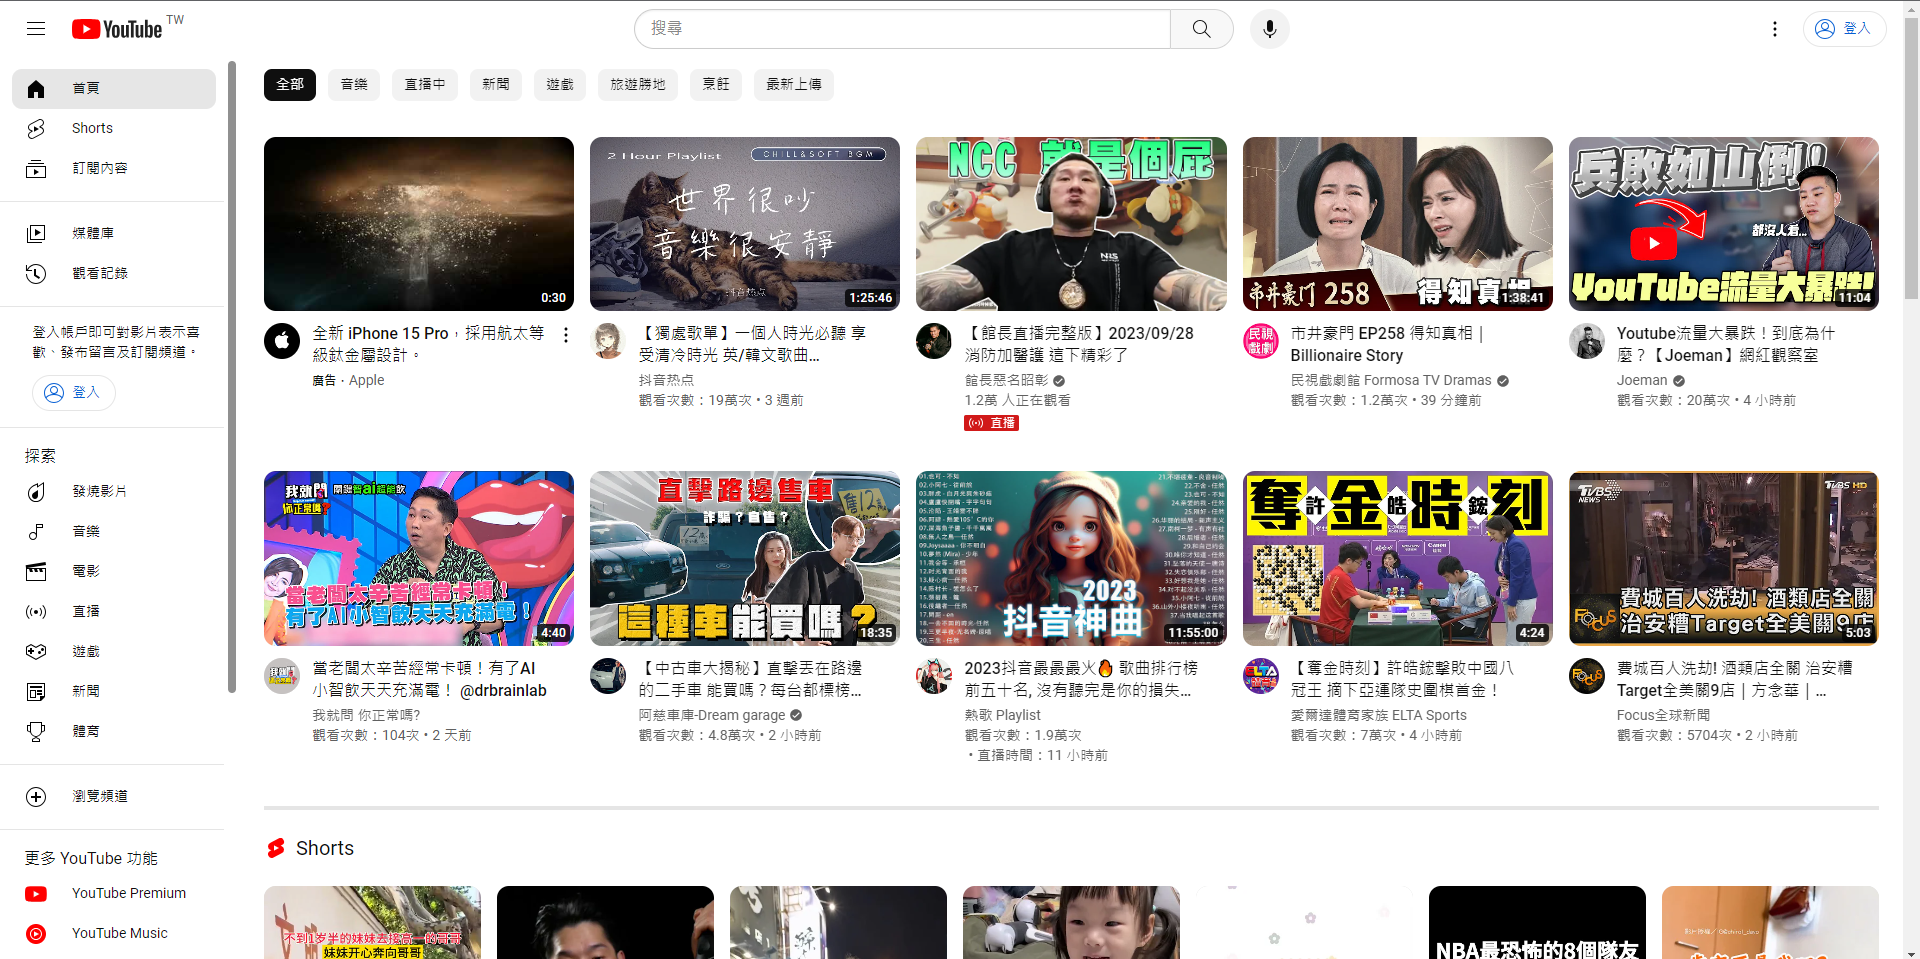 YouTube TW
搜尋
登入
首頁
Shorts
訂閱內容
媒體庫
觀看記錄
登入帳戶即可對影片表示喜
歡、發布留言及訂閱頻道。
登入
探索
發燒影片
音樂
電影
直播
遊戲
新聞
體育
瀏覽頻道
更多 YouTube 功能
YouTube Premium
YouTube Music
全部 音樂 直播中 新聞 遊戲 旅遊勝地 烹飪 最新上傳
0:30
全新 iPhone 15 Pro，採用航太等
級鈦金屬設計。
廣告 · Apple
2 Hour Playlist
CHILL&SOFT BGM
世界很吵
音樂很安靜
抖音热点
1:25:46
【獨處歌單】一個人時光必聽 享
受清冷時光 英/韓文歌曲...
抖音热点
觀看次數：19萬次 • 3 週前
NCC 就是個屁
【館長直播完整版】2023/09/28
消防加醫護 這下精彩了
館長惡名昭彰
1.2萬 人正在觀看
直播
市井豪門 258
得知真相
1:38:41
市井豪門 EP258 得知真相｜
Billionaire Story
民視戲劇館 Formosa TV Dramas
觀看次數：1.2萬次 • 39 分鐘前
兵敗如山倒!
都沒人看...
YouTube流量大暴跌!
11:04
Youtube流量大暴跌！到底為什
麼？【Joeman】網紅觀察室
Joeman
觀看次數：20萬次 • 4 小時前
我就問
你正常嗎?
當老闆太辛苦經常卡頓！
有了AI小智飲天天充滿電！
4:40
當老闆太辛苦經常卡頓！有了AI
小智飲天天充滿電！ @drbrainlab
我就問 你正常嗎?
觀看次數：104次 • 2 天前
直擊路邊售車
詐騙？自售？
這種車能買嗎？
18:35
【中古車大揭秘】直擊丟在路邊
的二手車 能買嗎？每台都標榜...
阿慈車庫-Dream garage
觀看次數：4.8萬次 • 2 小時前
2023
抖音神曲
11:55:00
2023抖音最最最火🔥 歌曲排行榜
前五十名, 沒有聽完是你的損失...
熱歌 Playlist
觀看次數：1.9萬次
• 直播時間：11 小時前
奪許金皓時鋐刻
4:24
【奪金時刻】許皓鋐擊敗中國八
冠王 摘下亞運隊史圍棋首金！
愛爾達體育家族 ELTA Sports
觀看次數：7萬次 • 4 小時前
TVBS NEWS
TVBS HD
FOCUS
費城百人洗劫! 酒類店全關
治安糟Target全美關9店
5:03
費城百人洗劫! 酒類店全關 治安糟
Target全美關9店｜方念華｜...
Focus全球新聞
觀看次數：5704次 • 2 小時前
Shorts
妹妹开心奔向哥哥
NBA最恐怖的8個隊友